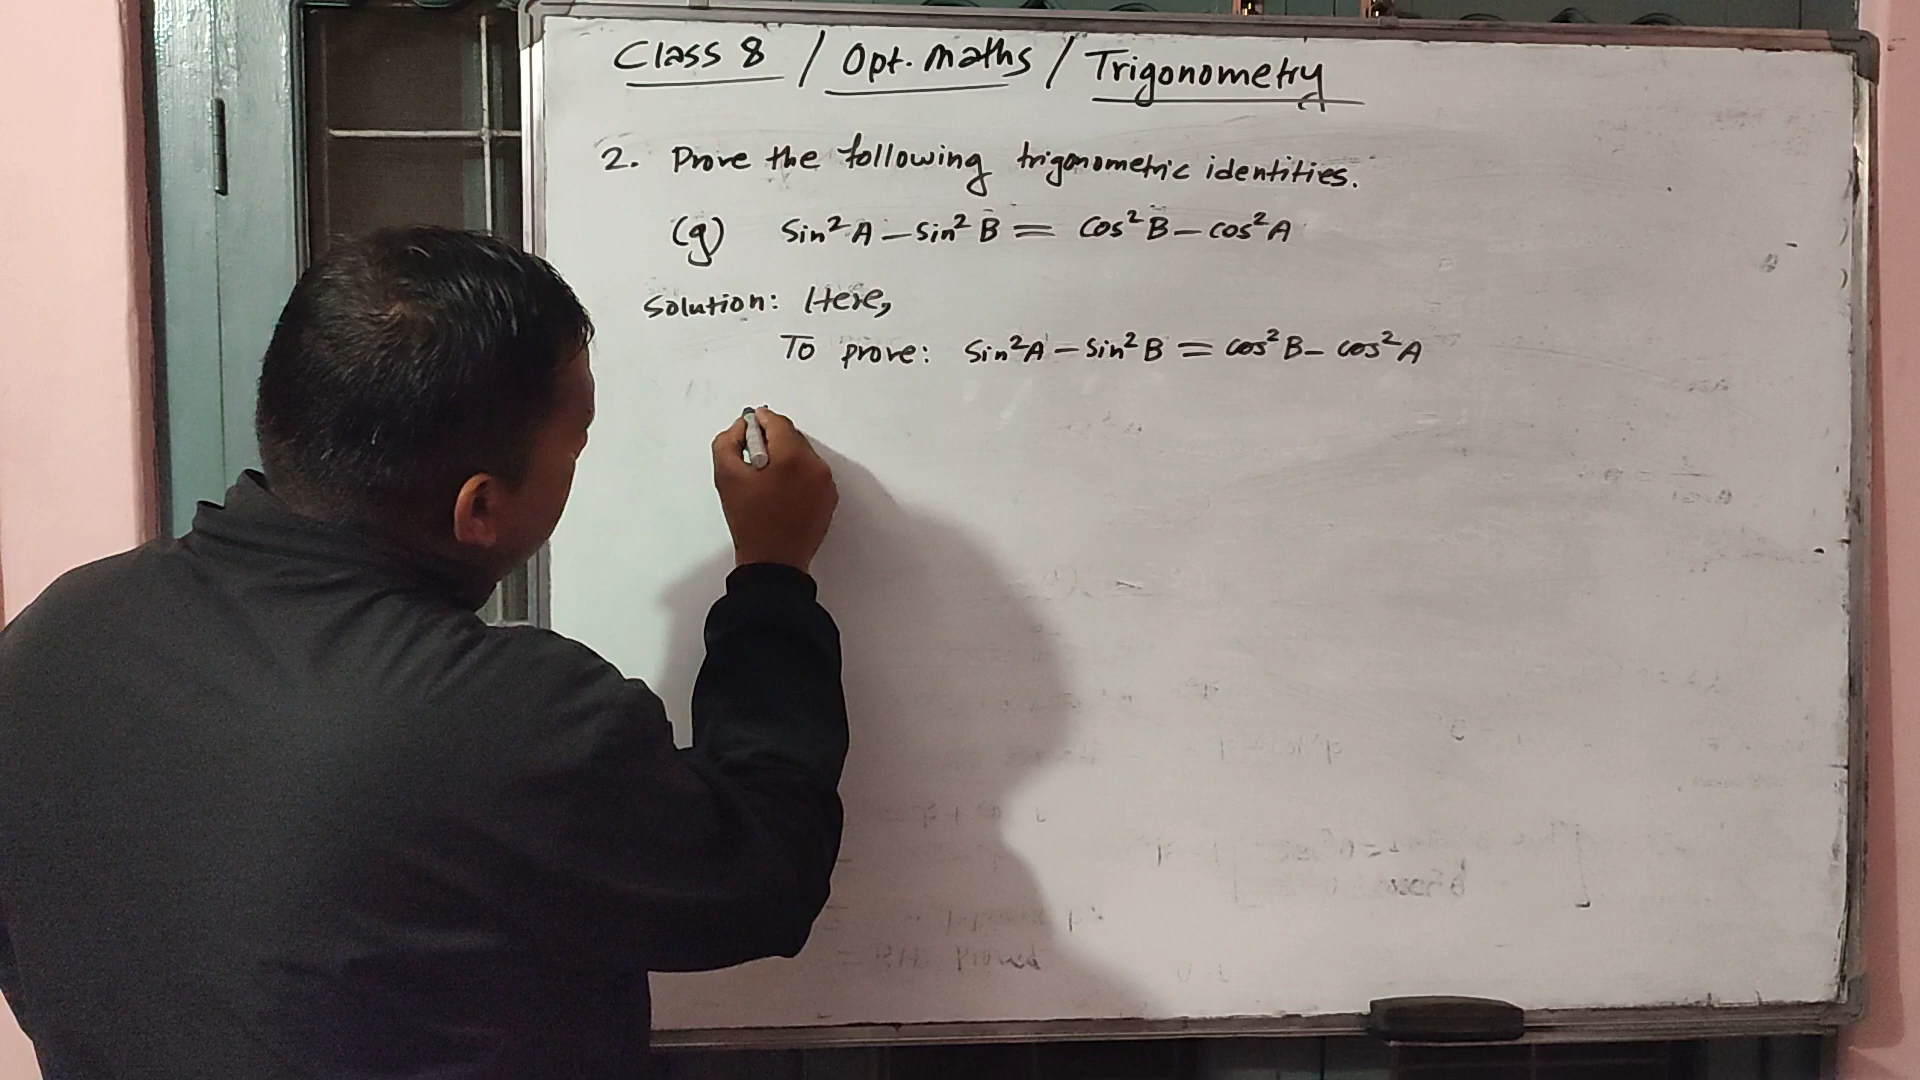 Class 8 / Opt. Maths / Trigonometry
2. Prove the following trigonometric identities.
(g) Sin²A – Sin²B = Cos²B – cos²A
Solution: Here,
To prove: Sin²A – Sin²B = cos²B – cos²A